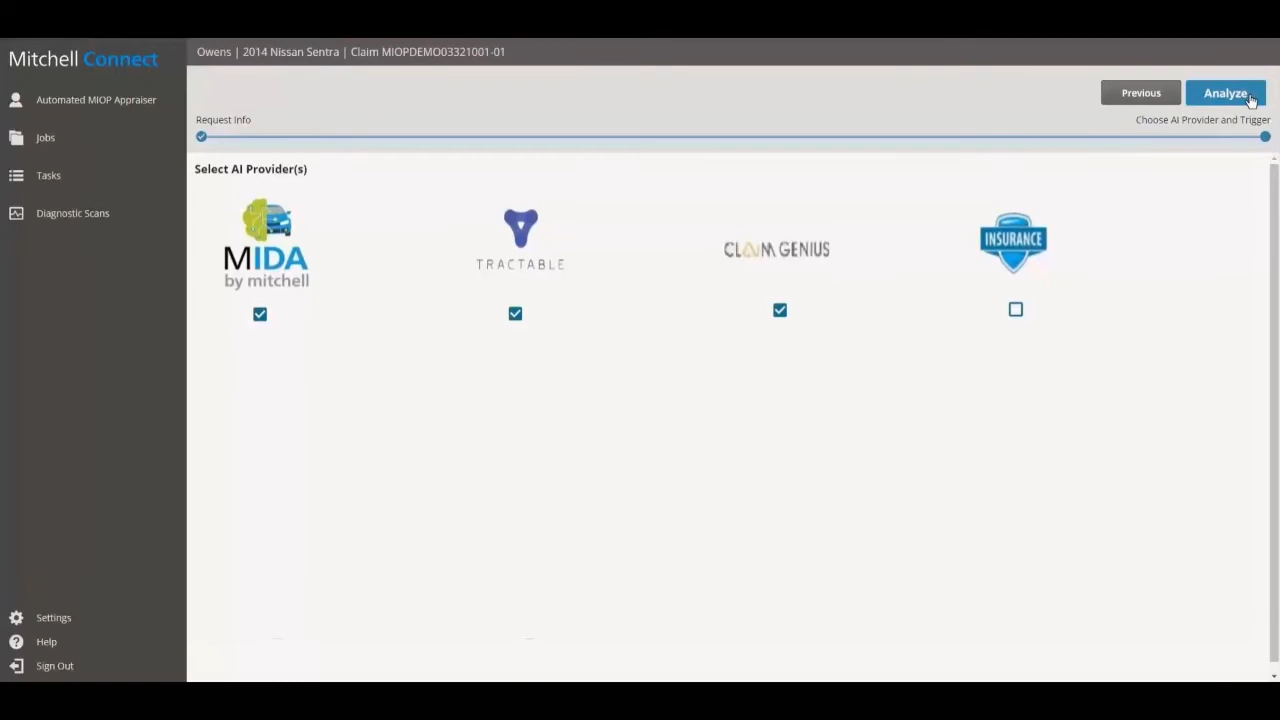 Mitchell Connect
Automated MIOP Appraiser
Jobs
Tasks
Diagnostic Scans
Settings
Help
Sign Out
Owens | 2014 Nissan Sentra | Claim MIOPDEMO03321001-01
Previous
Analyze
Request Info
Choose AI Provider and Trigger
Select AI Provider(s)
MIDA
by mitchell
TRACTABLE
CLAIM GENIUS
INSURANCE